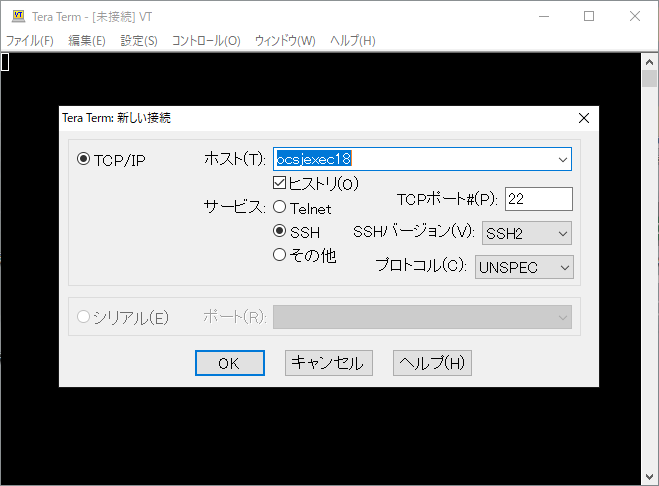 Tera Term - [未接続] VT
ファイル(F) 編集(E) 設定(S) コントロール(O) ウィンドウ(W) ヘルプ(H)
Tera Term: 新しい接続
TCP/IP
ホスト(T): ocsjexec18
ヒストリ(O)
サービス: Telnet
TCPポート#(P): 22
SSH
SSHバージョン(V): SSH2
その他
プロトコル(C): UNSPEC
シリアル(E)
ポート(R):
OK キャンセル ヘルプ(H)